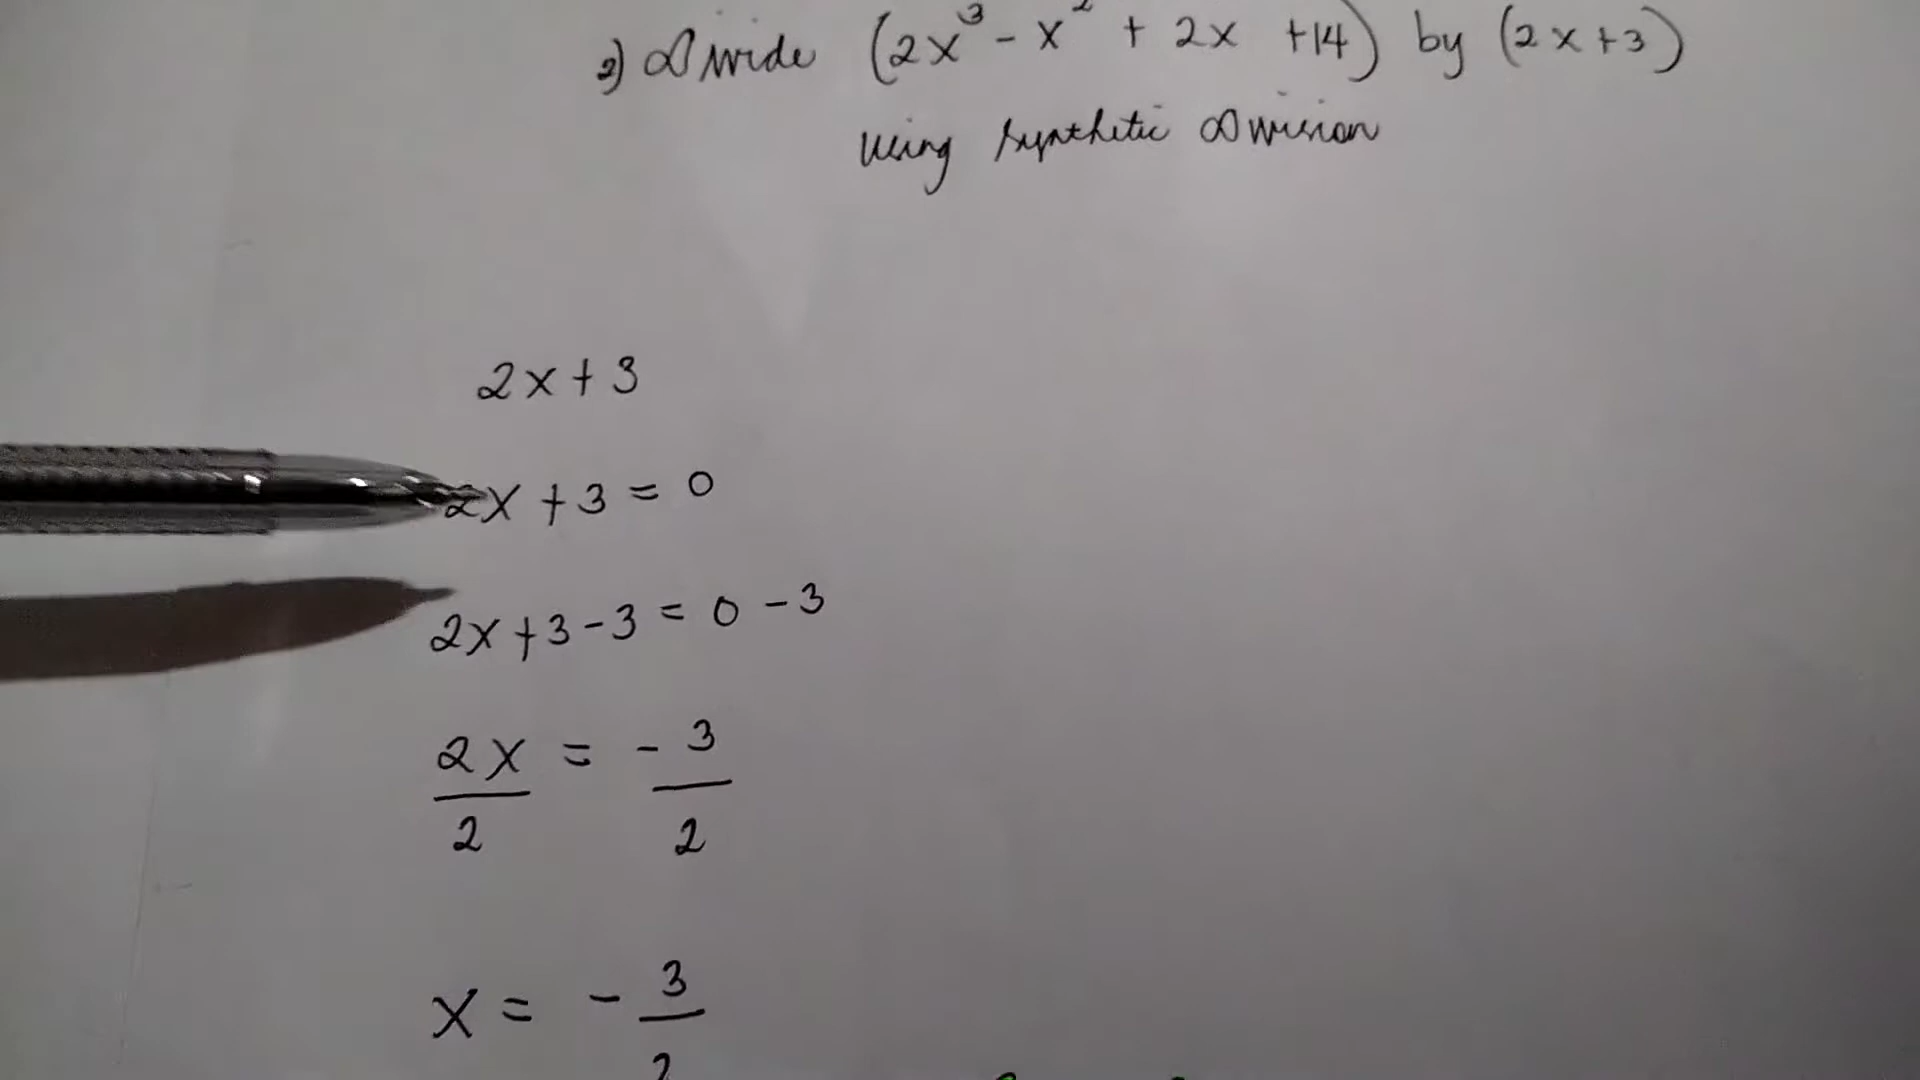 2) Divide (2x³ - x² + 2x + 14) by (2x + 3)
using synthetic Division
2x + 3
2x + 3 = 0
2x + 3 - 3 = 0 - 3
2x/2 = - 3/2
x = - 3/2